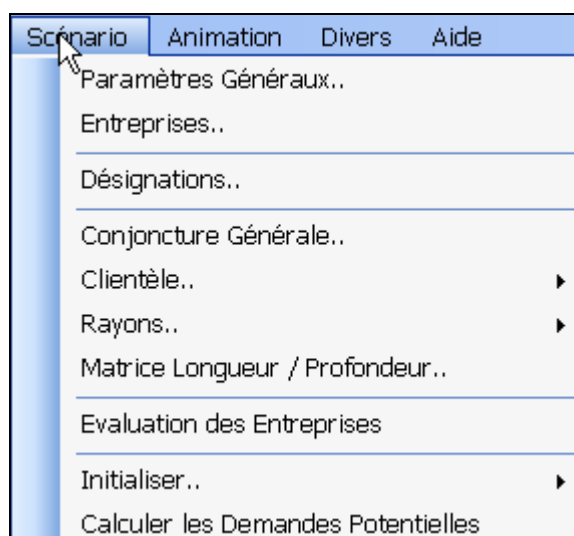 Scénario Animation Divers Aide
Paramètres Généraux..
Entreprises..
Désignations..
Conjoncture Générale..
Clientèle..
Rayons..
Matrice Longueur / Profondeur..
Evaluation des Entreprises
Initialiser..
Calculer les Demandes Potentielles